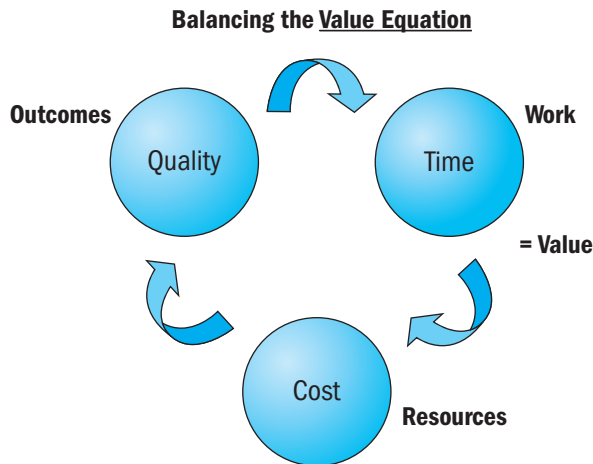 Balancing the Value Equation
Outcomes
Work
Quality
Time
= Value
Cost
Resources